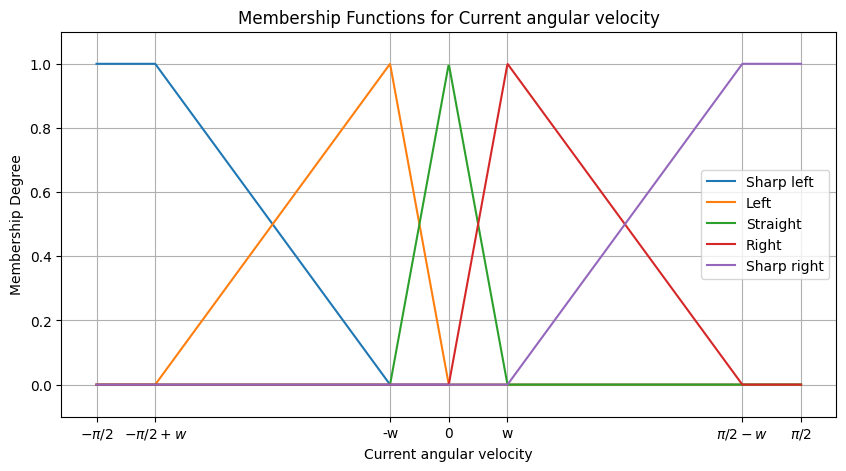 Membership Functions for Current angular velocity
Membership Degree
1.0
0.8
0.6
0.4
0.2
0.0
Sharp left
Left
Straight
Right
Sharp right
−π/2 −π/2 + w -w 0 w π/2 − w π/2
Current angular velocity